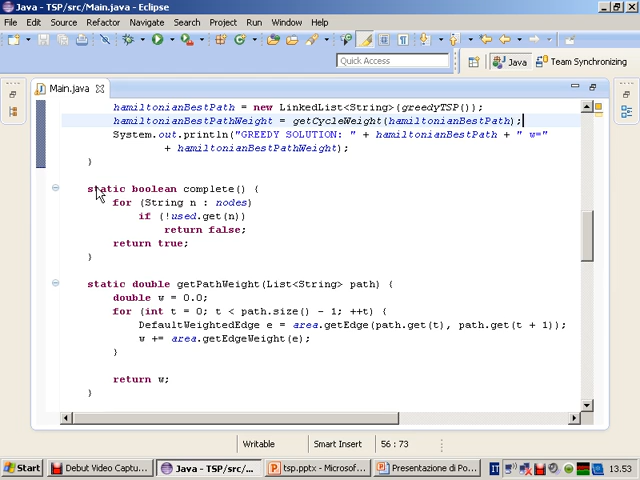 Java - TSP/src/Main.java - Eclipse
File Edit Source Refactor Navigate Search Project Run Window Help
Quick Access
Java
Team Synchronizing
Main.java
hamiltonianBestPath = new LinkedList<String>(greedyTSP());
hamiltonianBestPathWeight = getCycleWeight(hamiltonianBestPath);
System.out.println("GREEDY SOLUTION: " + hamiltonianBestPath + " w="
+ hamiltonianBestPathWeight);
}
static boolean complete() {
for (String n : nodes)
if (!used.get(n))
return false;
return true;
}
static double getPathWeight(List<String> path) {
double w = 0.0;
for (int t = 0; t < path.size() - 1; ++t) {
DefaultWeightedEdge e = area.getEdge(path.get(t), path.get(t + 1));
w += area.getEdgeWeight(e);
}
return w;
}
Writable
Smart Insert
56 : 73
Start
Debut Video Captu...
Java - TSP/src/...
tsp.pptx - Microsof...
Presentazione di Po...
IT
13.53